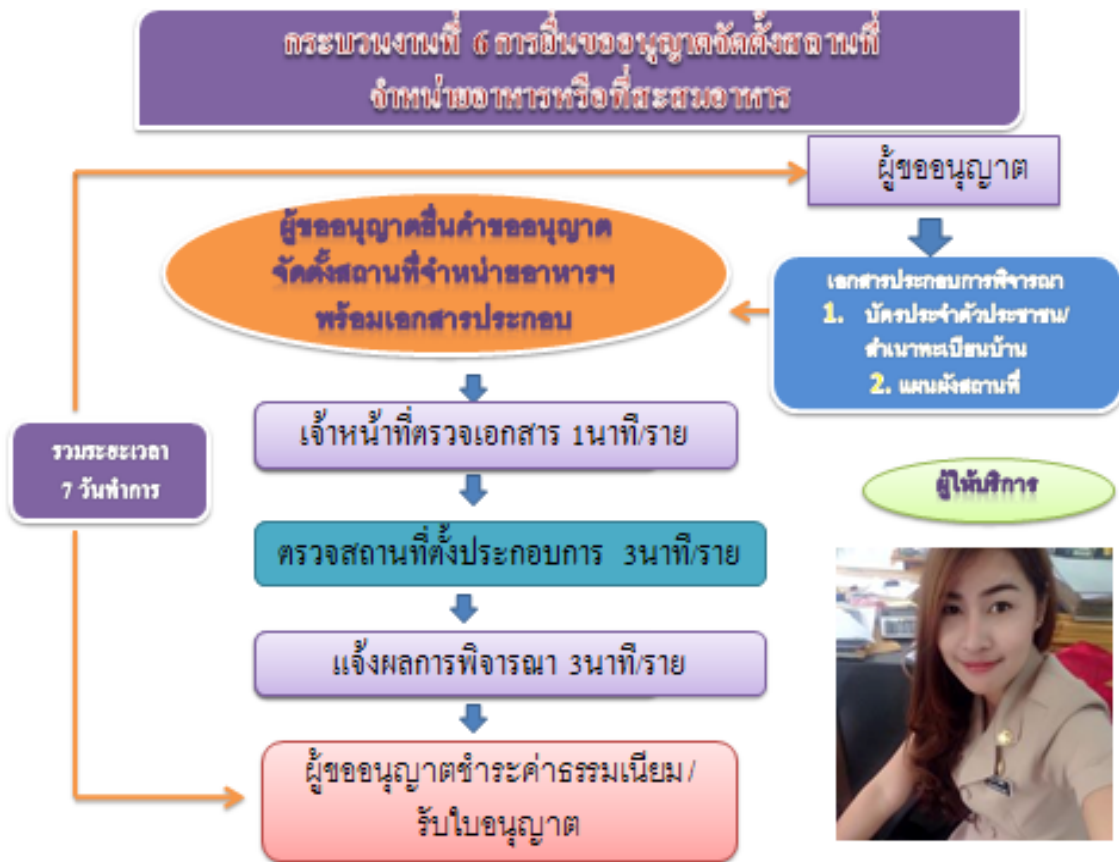 กระบวนงานที่ 6 การยื่นขออนุญาตจัดตั้งสถานที่
จำหน่ายอาหารหรือที่สะสมอาหาร
ผู้ขออนุญาต
ผู้ขออนุญาตยื่นคำขออนุญาต
จัดตั้งสถานที่จำหน่ายอาหารฯ
พร้อมเอกสารประกอบ
เอกสารประกอบการพิจารณา
1. บัตรประจำตัวประชาชน/
สำเนาทะเบียนบ้าน
2. แผนผังสถานที่
เจ้าหน้าที่ตรวจเอกสาร 1นาที/ราย
รวมระยะเวลา
7 วันทำการ
ผู้ให้บริการ
ตรวจสถานที่ตั้งประกอบการ 3นาที/ราย
แจ้งผลการพิจารณา 3นาที/ราย
ผู้ขออนุญาตชำระค่าธรรมเนียม/
รับใบอนุญาต